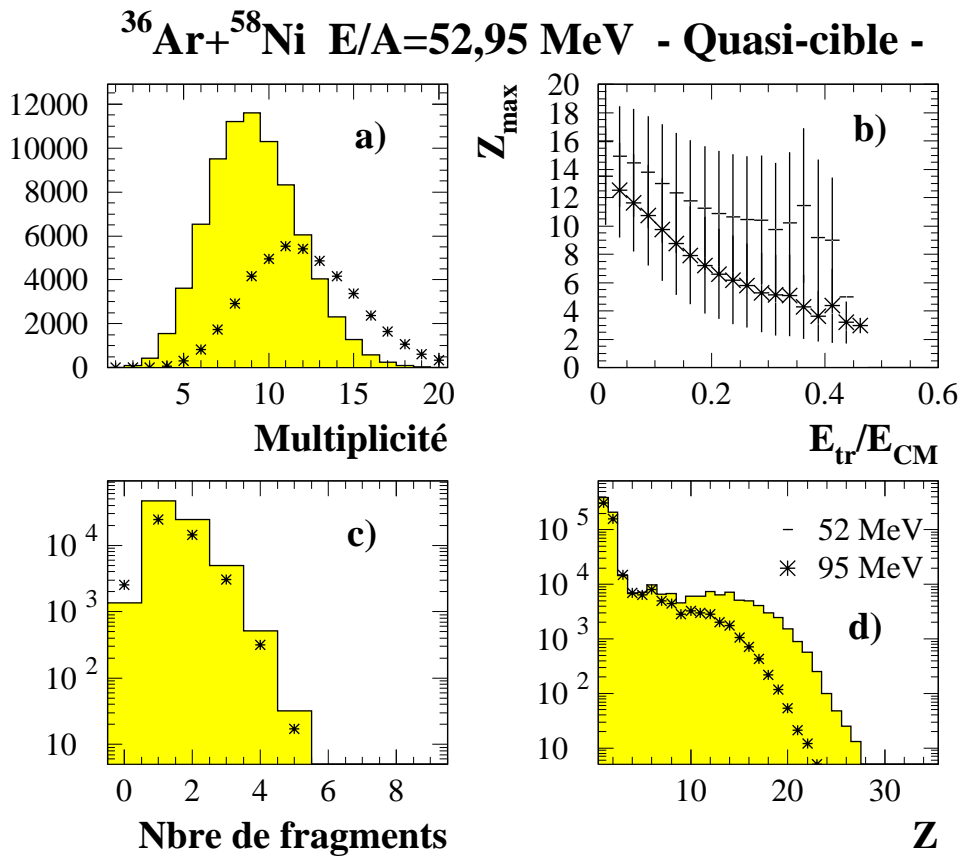 36Ar+58Ni E/A=52,95 MeV - Quasi-cible -
a)
12000
10000
8000
6000
4000
2000
0
5 10 15 20
Multiplicité
b)
Zmax
20
18
16
14
12
10
8
6
4
2
0
0 0.2 0.4 0.6
Etr/ECM
c)
10^4
10^3
10^2
10
0 2 4 6 8
Nbre de fragments
52 MeV
95 MeV
d)
10^5
10^4
10^3
10^2
10
10 20 30
Z